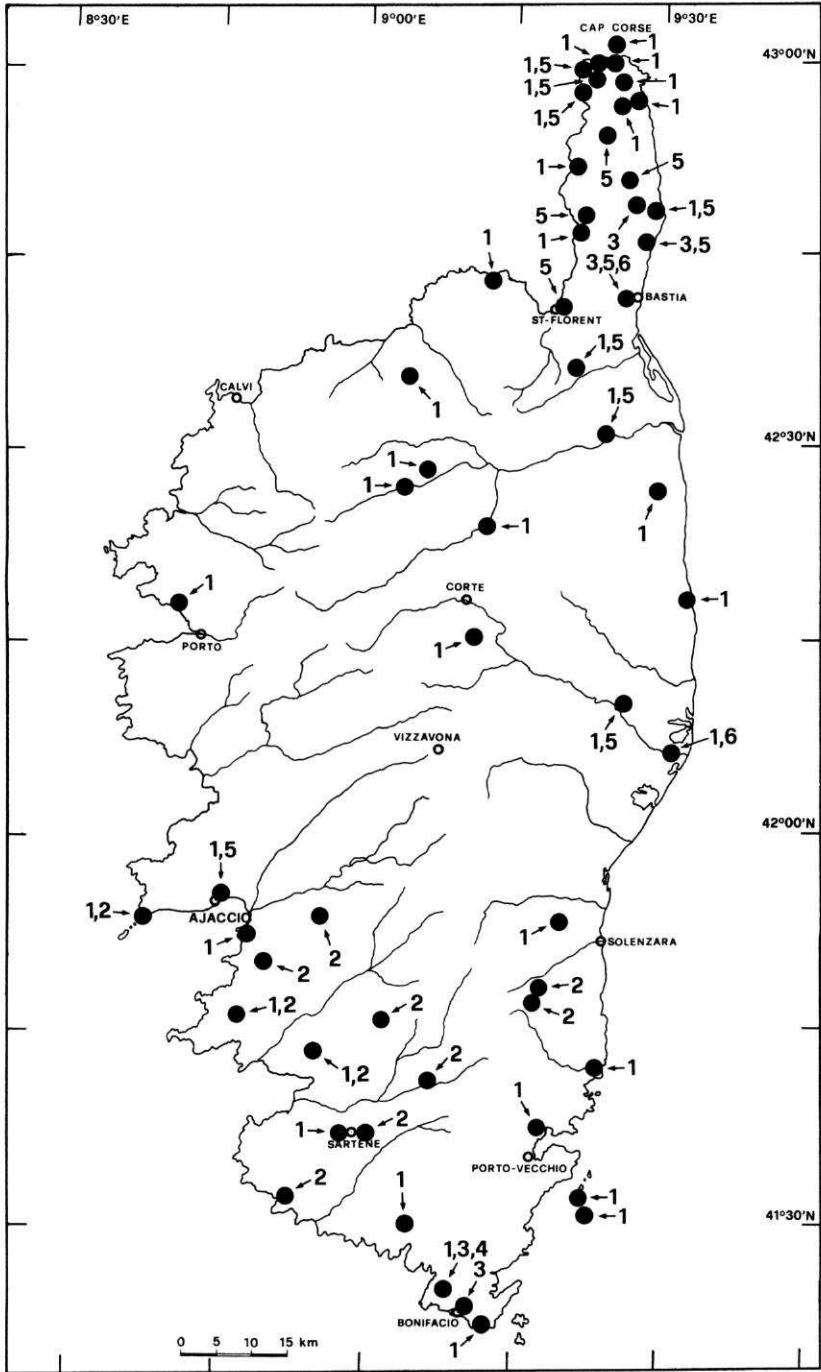 8°30'E 9°00'E 9°30'E
CAP CORSE
1 1
43°00'N
1,5 1
1,5 1
1
1,5 1
5
1 5
5 1,5
1 3
3,5
1 3,5,6
5 BASTIA
ST-FLORENT
1,5
CALVI 1
1,5
42°30'N
1
1
1
1
1
CORTE 1
PORTO
1
1,5
VIZZAVONA 1,6
42°00'N
1,5
1,2
AJACCIO
1 2 1
SOLENZARA
2
2
1,2 2 2
1,2 2 1
1
1 2
SARTENE
PORTO-VECCHIO
2 1 1
1
41°30'N
1,3,4
3
BONIFACIO
1
0 5 10 15 km